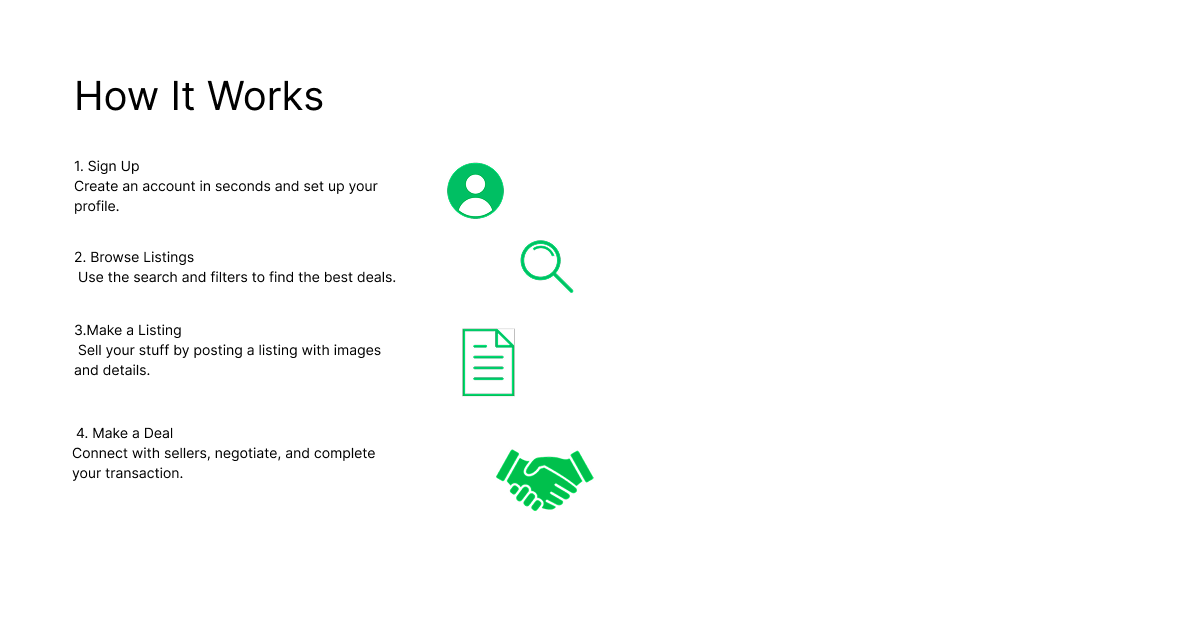 How It Works
1. Sign Up
Create an account in seconds and set up your
profile.
2. Browse Listings
Use the search and filters to find the best deals.
3.Make a Listing
Sell your stuff by posting a listing with images
and details.
4. Make a Deal
Connect with sellers, negotiate, and complete
your transaction.